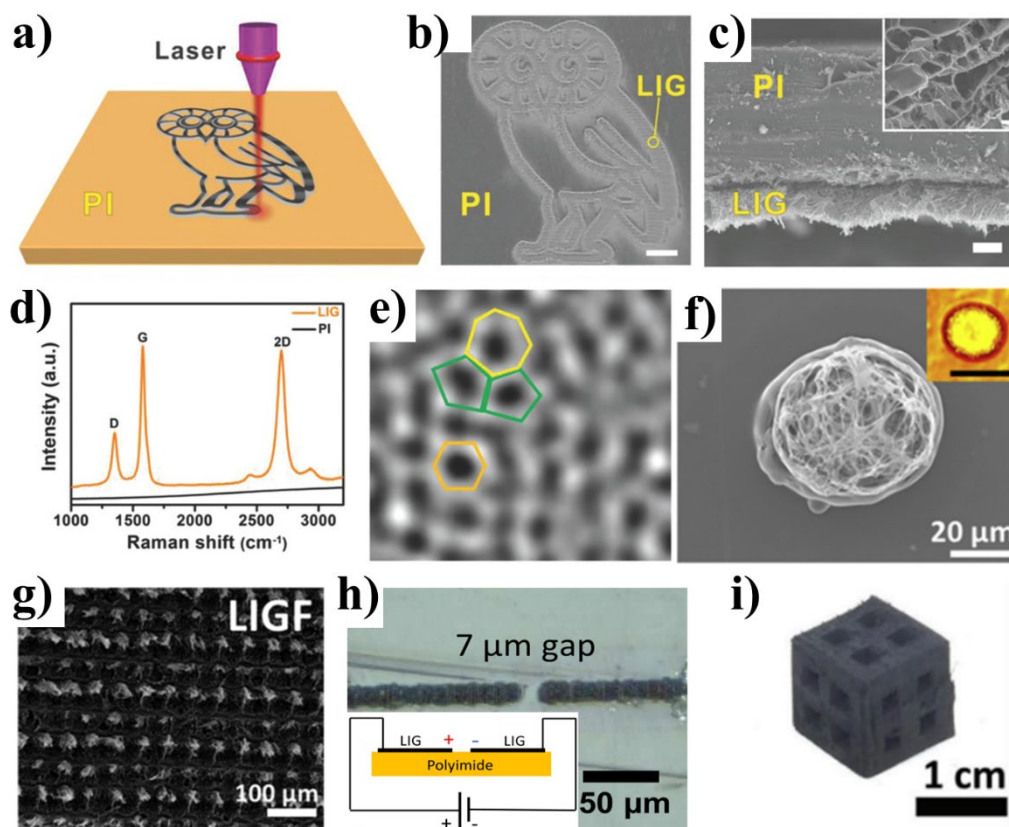 a)
Laser
PI
b)
LIG
PI
c)
PI
LIG
d)
Intensity (a.u.)
LIG
PI
D
G
2D
1000 1500 2000 2500 3000
Raman shift (cm⁻¹)
e)
f)
20 μm
g)
LIGF
100 μm
h)
7 μm gap
LIG + - LIG
Polyimide
+ -
50 μm
i)
1 cm